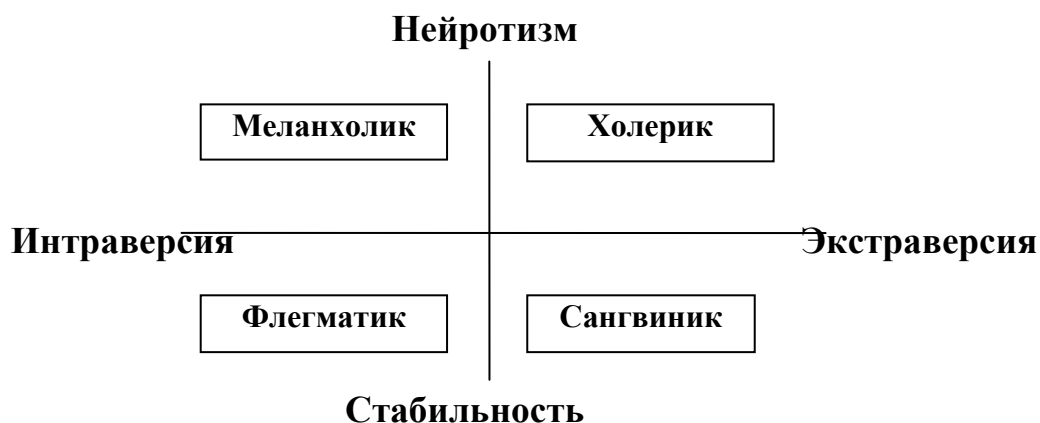 Нейротизм
Меланхолик
Холерик
Интраверсия
Экстраверсия
Флегматик
Сангвиник
Стабильность